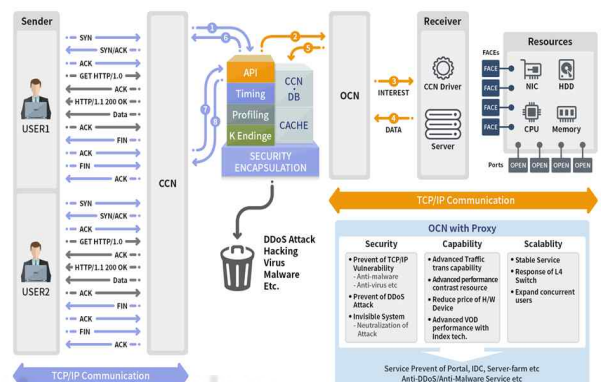 Sender
SYN
SYN/ACK
ACK
GET HTTP/1.0
ACK
HTTP/1.1 200 OK
Data
ACK
FIN
ACK
FIN
ACK
USER1
SYN
SYN/ACK
ACK
GET HTTP/1.0
ACK
HTTP/1.1 200 OK
Data
ACK
FIN
ACK
FIN
ACK
USER2
TCP/IP Communication
CCN
1
6
7
8
API
Timing
Profiling
K Endinge
CCN
DB
CACHE
SECURITY
ENCAPSULATION
DDoS Attack
Hacking
Virus
Malware
Etc.
2
5
OCN
3
INTEREST
4
DATA
Receiver
CCN Driver
Server
Resources
FACEs
FACE
FACE
FACE
FACE
NIC
HDD
CPU
Memory
Ports
OPEN
OPEN
OPEN
OPEN
TCP/IP Communication
OCN with Proxy
Security
• Prevent of TCP/IP
Vulnerability
- Anti-malware
- Anti-virus etc
• Prevent of DDoS
Attack
• Invisible System
- Neutralization of
Attack
Capability
• Advanced Traffic
trans capability
• Advanced performance
contrast resource
• Reduce price of H/W
Device
• Advanced VOD
performance with
Index tech.
Scalablity
• Stable Service
• Response of L4
Switch
• Expand concurrent
users
Service Prevent of Portal, IDC, Server-farm etc
Anti-DDoS/Anti-Malware Service etc